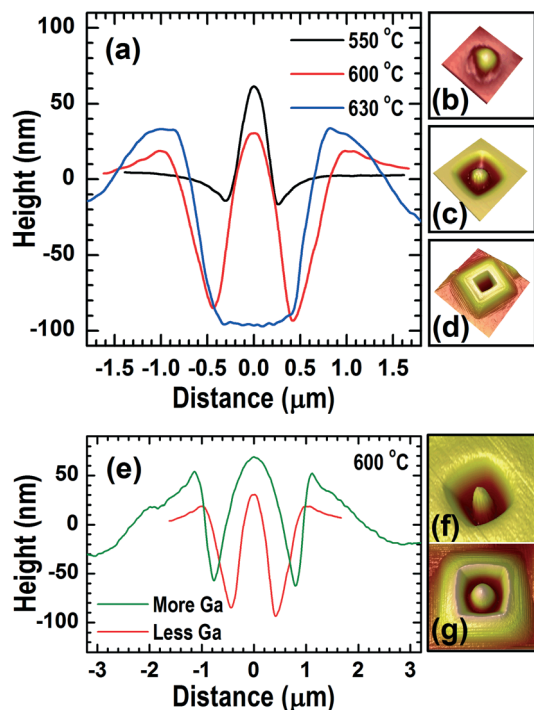 (a)
550 °C
600 °C
630 °C
Height (nm)
100
50
0
-50
-100
-1.5 -1.0 -0.5 0.0 0.5 1.0 1.5
Distance (µm)
(b)
(c)
(d)
(e)
600 °C
Height (nm)
50
0
-50
-100
More Ga
Less Ga
-3 -2 -1 0 1 2 3
Distance (µm)
(f)
(g)